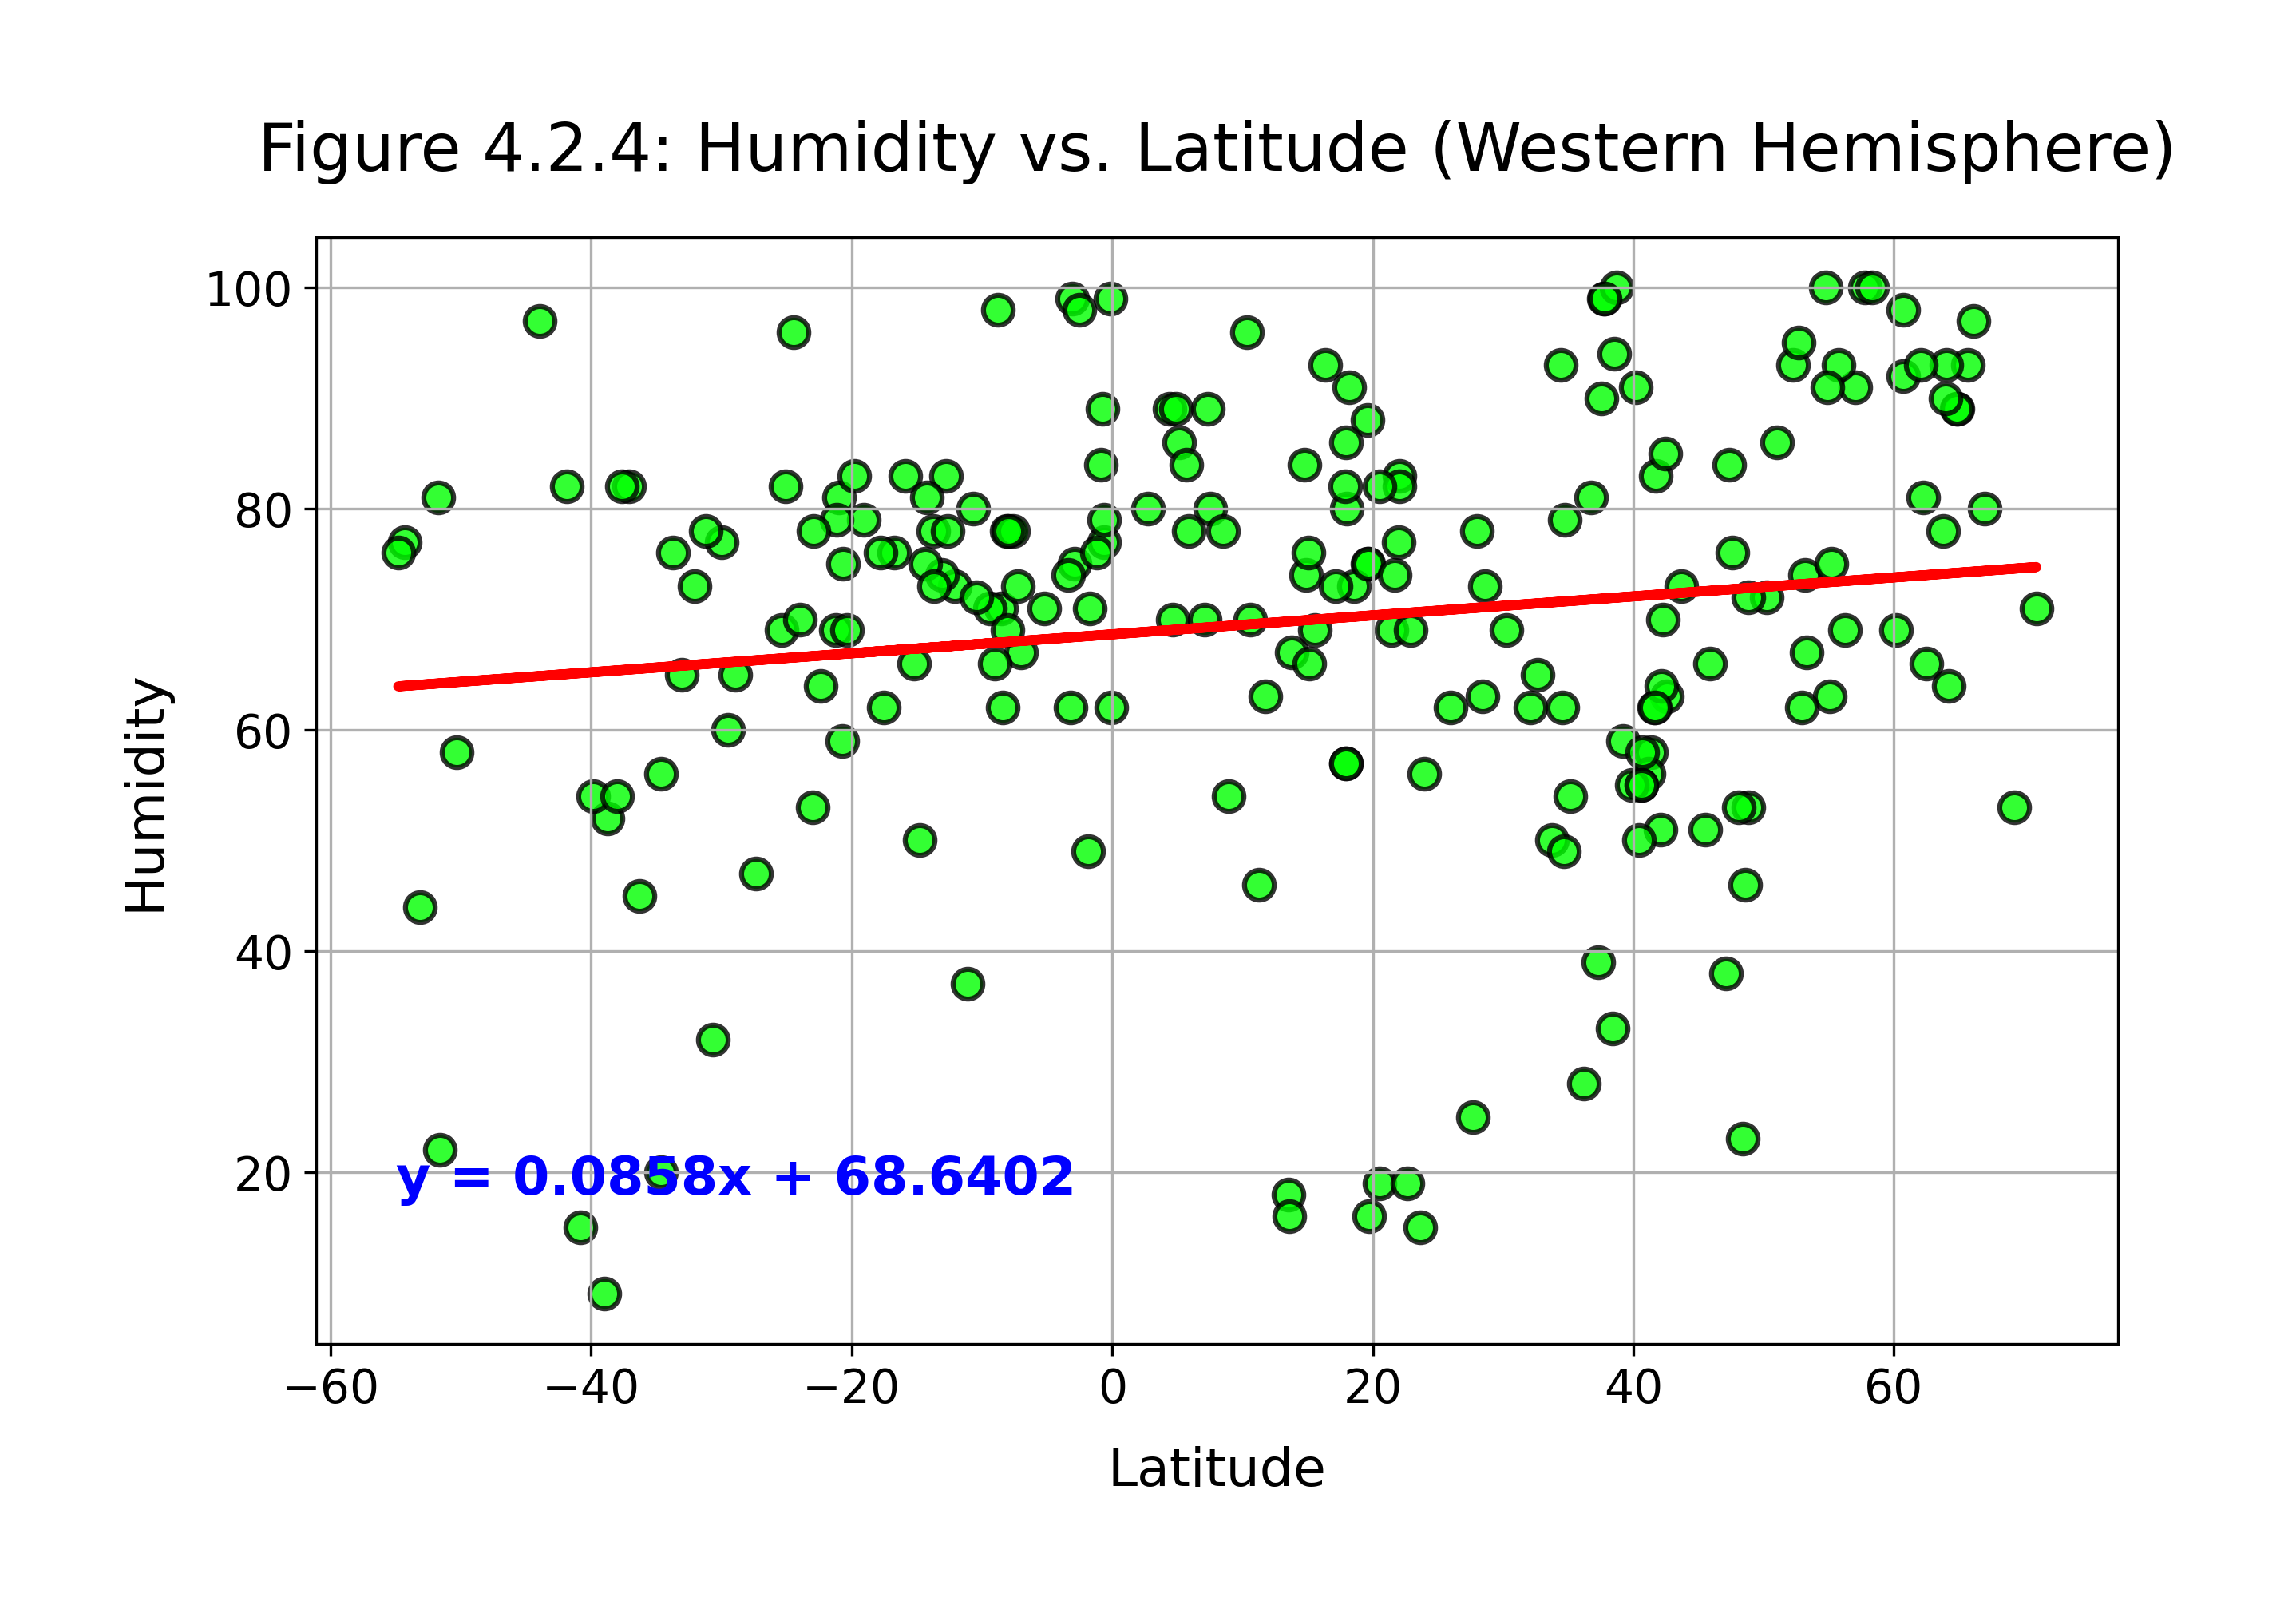 Figure 4.2.4: Humidity vs. Latitude (Western Hemisphere)
100
80
60
40
20
Humidity
y = 0.0858x + 68.6402
−60 −40 −20 0 20 40 60
Latitude